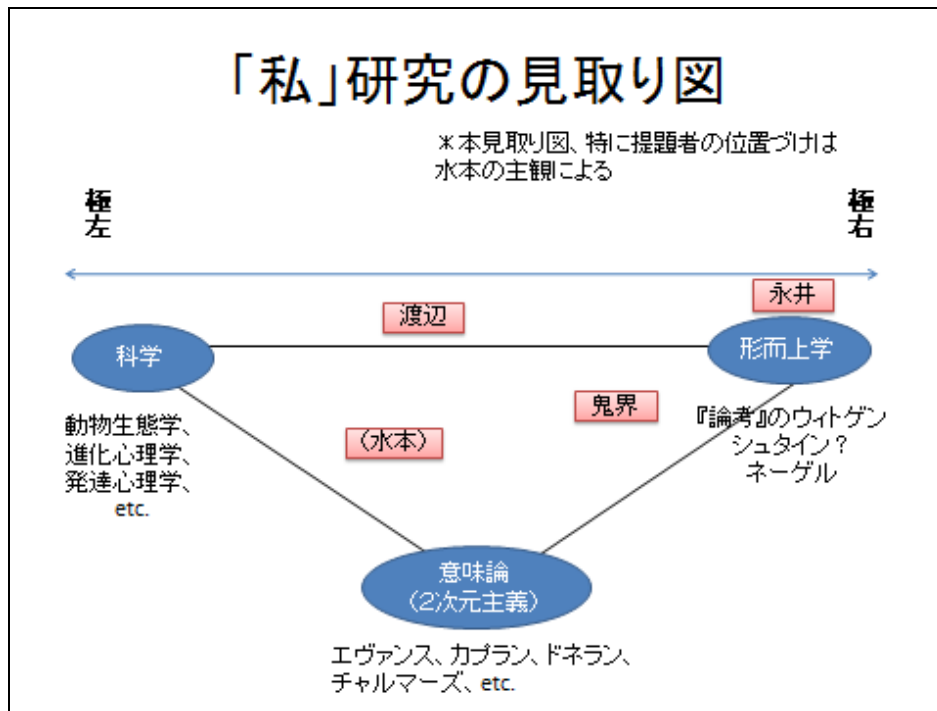 「私」研究の見取り図
＊本見取り図、特に提題者の位置づけは
水本の主観による
極左
極右
永井
渡辺
科学
形而上学
鬼界
(水本)
動物生態学、
進化心理学、
発達心理学、
etc.
『論考』のウィトゲン
シュタイン？
ネーゲル
意味論
(2次元主義)
エヴァンス、カプラン、ドネラン、
チャルマーズ、etc.